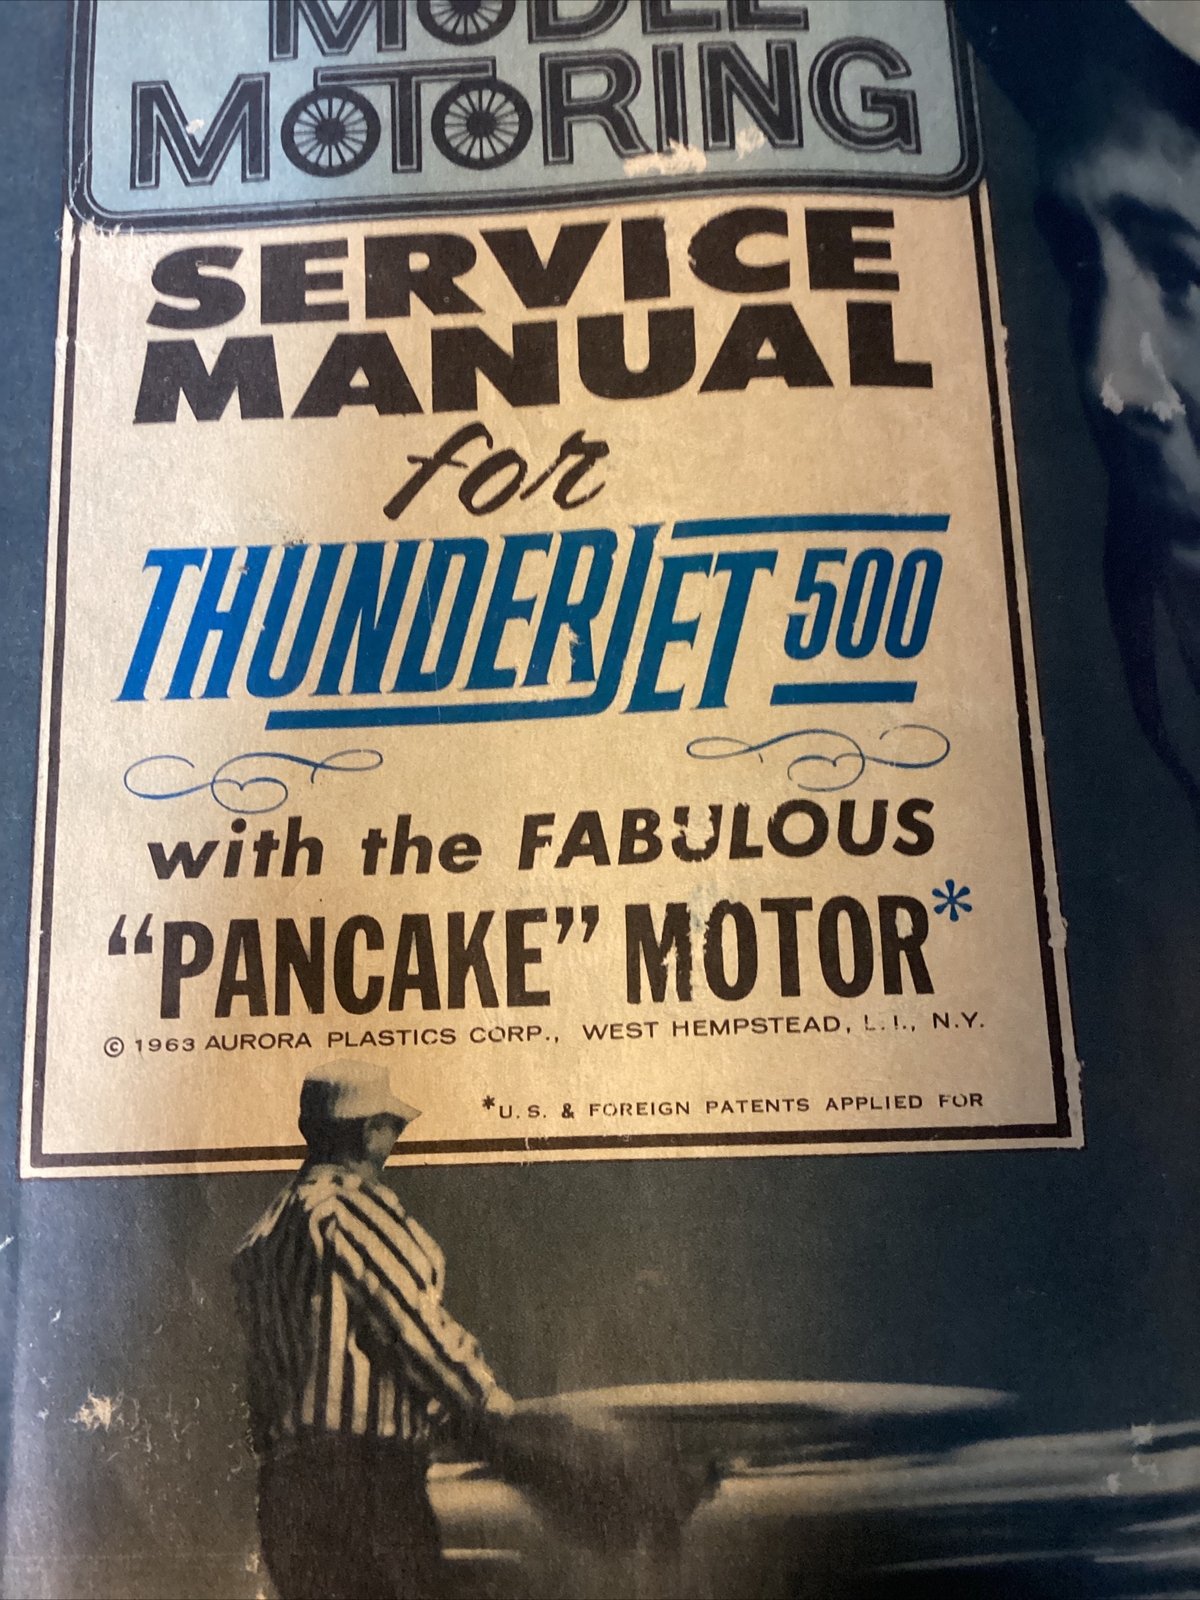 MODEL
MOTORING
SERVICE
MANUAL
for
THUNDERJET 500
with the FABULOUS
“PANCAKE” MOTOR*
© 1963 AURORA PLASTICS CORP., WEST HEMPSTEAD, L.I., N.Y.
*U.S. & FOREIGN PATENTS APPLIED FOR